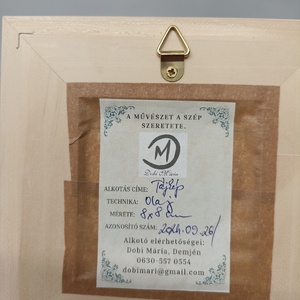 A MŰVÉSZET A SZÉP
SZERETETE.
M
Dobi Mária
ALKOTÁS CÍME: Tájkép
TECHNIKA: Olaj
MÉRETE: 8x8 cm
AZONOSÍTÓ SZÁM: 2024.09.26/
Alkotó elérhetőségei:
Dobi Mária, Demjén
0630-557 0554
dobimari@gmail.com